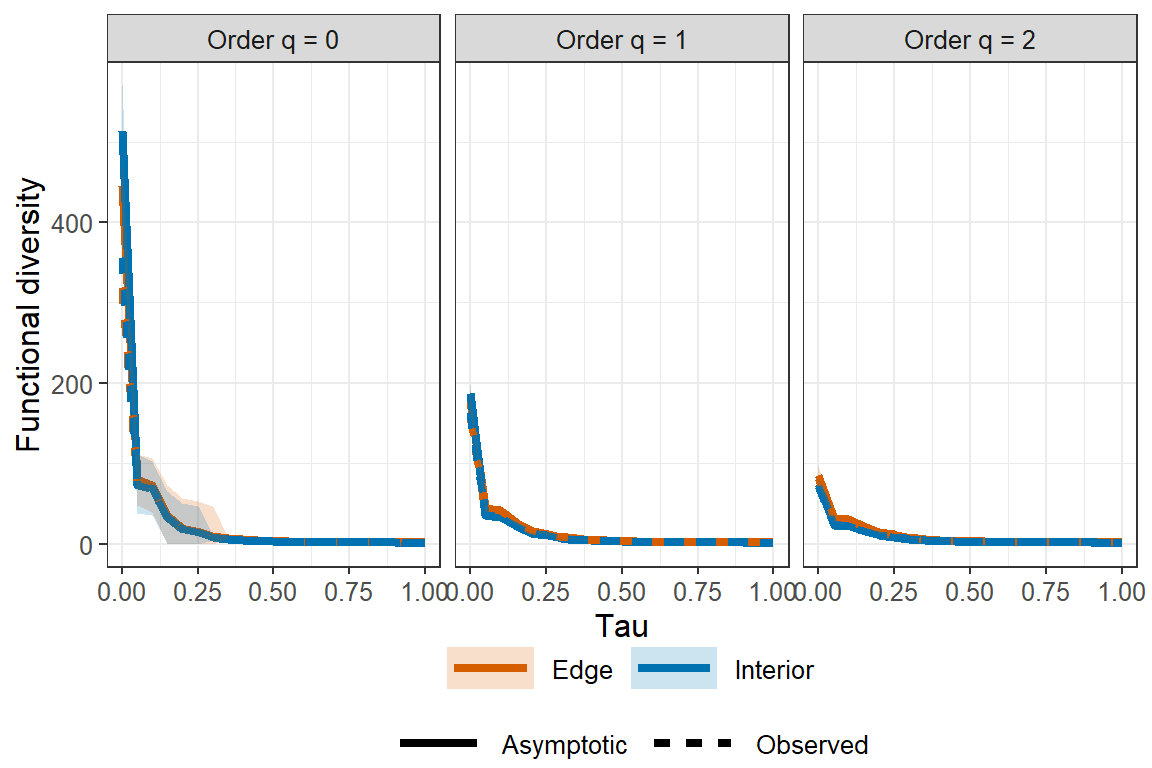 Order q = 0 Order q = 1 Order q = 2
Functional diversity
400
200
0
0.00 0.25 0.50 0.75 1.00 0.00 0.25 0.50 0.75 1.00 0.00 0.25 0.50 0.75 1.00
Tau
Edge Interior
Asymptotic Observed